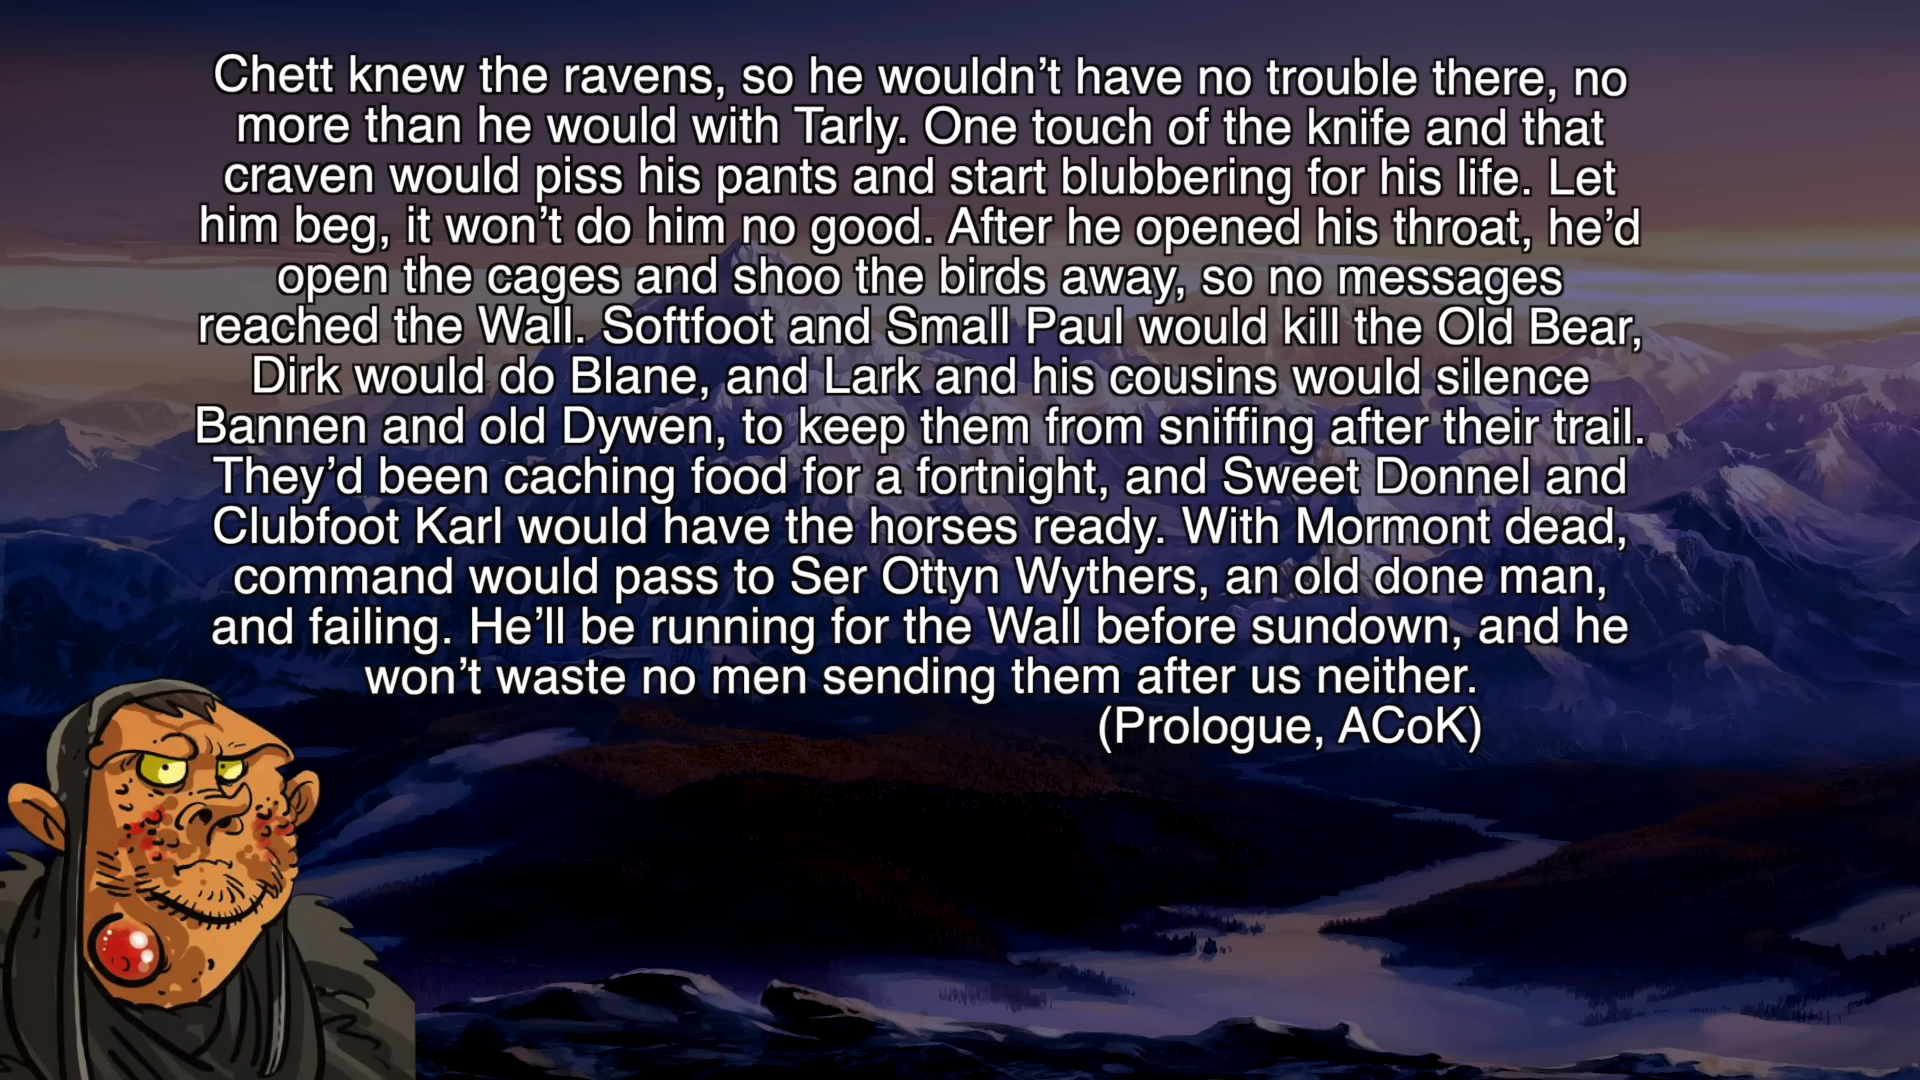 Chett knew the ravens, so he wouldn’t have no trouble there, no
more than he would with Tarly. One touch of the knife and that
craven would piss his pants and start blubbering for his life. Let
him beg, it won’t do him no good. After he opened his throat, he’d
open the cages and shoo the birds away, so no messages
reached the Wall. Softfoot and Small Paul would kill the Old Bear,
Dirk would do Blane, and Lark and his cousins would silence
Bannen and old Dywen, to keep them from sniffing after their trail.
They’d been caching food for a fortnight, and Sweet Donnel and
Clubfoot Karl would have the horses ready. With Mormont dead,
command would pass to Ser Ottyn Wythers, an old done man,
and failing. He’ll be running for the Wall before sundown, and he
won’t waste no men sending them after us neither.
(Prologue, ACoK)